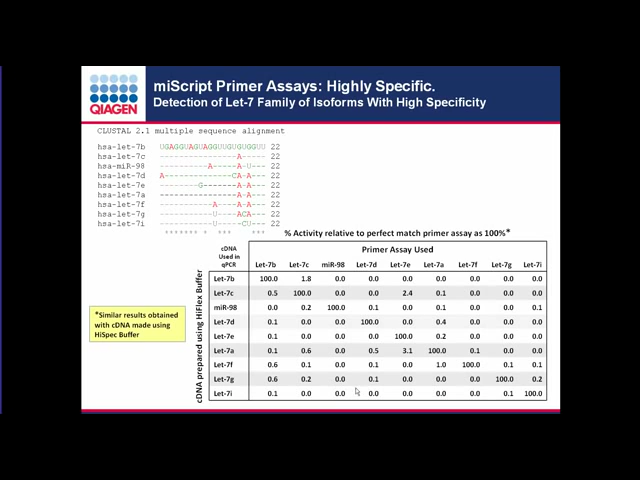 QIAGEN
miScript Primer Assays: Highly Specific.
Detection of Let-7 Family of Isoforms With High Specificity
CLUSTAL 2.1 multiple sequence alignment
hsa-let-7b UGAGGUAGUAGGUUGUGUGGUU 22
hsa-let-7c -----------------A---- 22
hsa-miR-98 -----------A-----A-U--- 22
hsa-let-7d A----------------CA-A--- 22
hsa-let-7e --------G--------A-A--- 22
hsa-let-7a -----------------A-A--- 22
hsa-let-7f ------------A----A-A--- 22
hsa-let-7g ------------U----ACA--- 22
hsa-let-7i ------------U-----CU--- 22
% Activity relative to perfect match primer assay as 100%*
cDNA Used in qPCR
Primer Assay Used
Let-7b Let-7c miR-98 Let-7d Let-7e Let-7a Let-7f Let-7g Let-7i
cDNA prepared using HiFlex Buffer
Let-7b 100.0 1.8 0.0 0.0 0.0 0.0 0.0 0.0 0.0
Let-7c 0.5 100.0 0.0 0.0 2.4 0.1 0.0 0.0 0.0
miR-98 0.0 0.2 100.0 0.1 0.0 0.1 0.0 0.0 0.1
Let-7d 0.1 0.0 0.0 100.0 0.0 0.4 0.0 0.0 0.0
Let-7e 0.1 0.0 0.0 0.0 100.0 0.2 0.0 0.0 0.0
Let-7a 0.1 0.6 0.0 0.5 3.1 100.0 0.1 0.0 0.0
Let-7f 0.6 0.1 0.0 0.1 0.0 1.0 100.0 0.1 0.1
Let-7g 0.6 0.2 0.0 0.1 0.0 0.0 0.0 100.0 0.2
Let-7i 0.1 0.0 0.0 0.0 0.0 0.0 0.0 0.1 100.0
*Similar results obtained
with cDNA made using
HiSpec Buffer